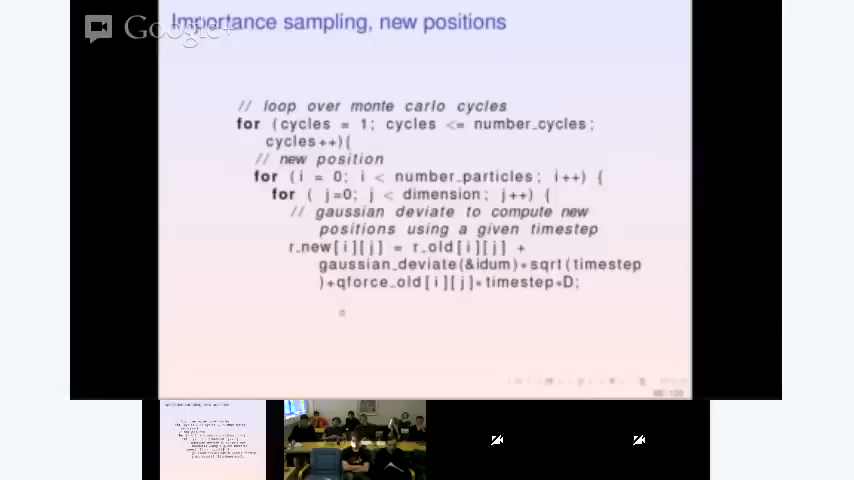 Importance sampling, new positions
Google+
// loop over monte carlo cycles
for (cycles = 1; cycles <= number_cycles;
cycles++){
// new position
for (i = 0; i < number_particles; i++) {
for ( j=0; j < dimension; j++) {
// gaussian deviate to compute new
positions using a given timestep
r_new[i][j] = r_old[i][j] +
gaussian_deviate(&idum)*sqrt(timestep
)+qforce_old[i][j]*timestep*D;